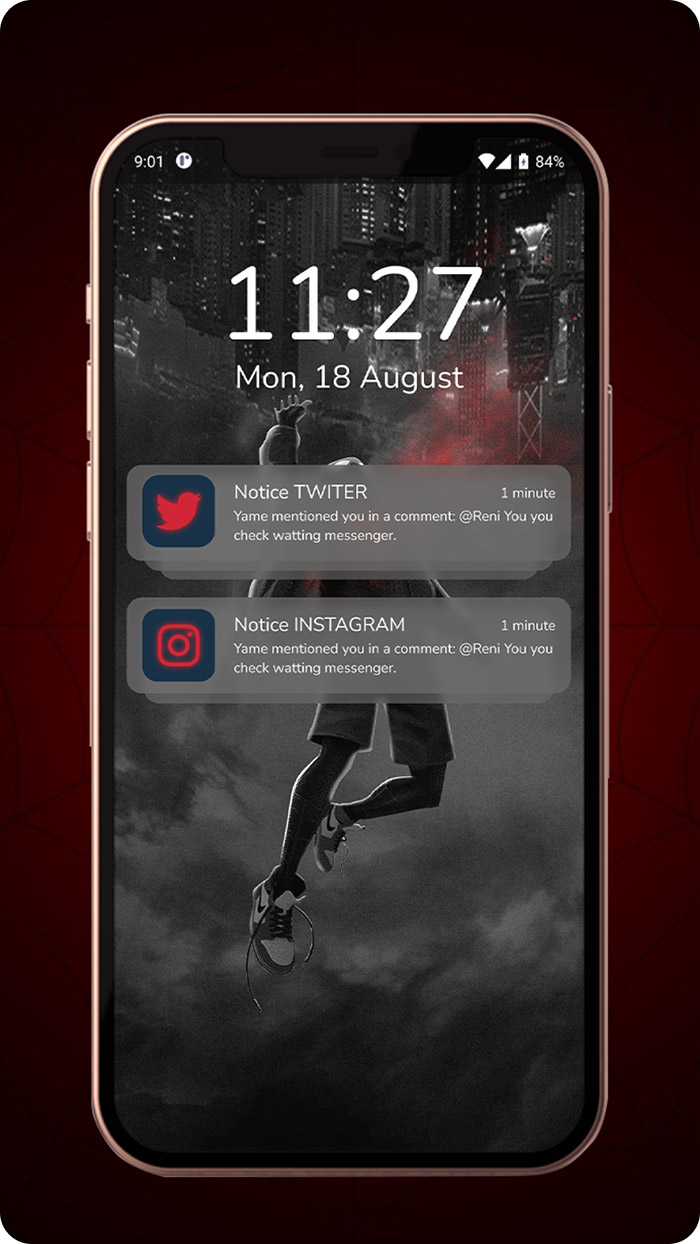 9:01 84%
11:27
Mon, 18 August
Notice TWITER 1 minute
Yame mentioned you in a comment: @Reni You you
check watting messenger.
Notice INSTAGRAM 1 minute
Yame mentioned you in a comment: @Reni You you
check watting messenger.